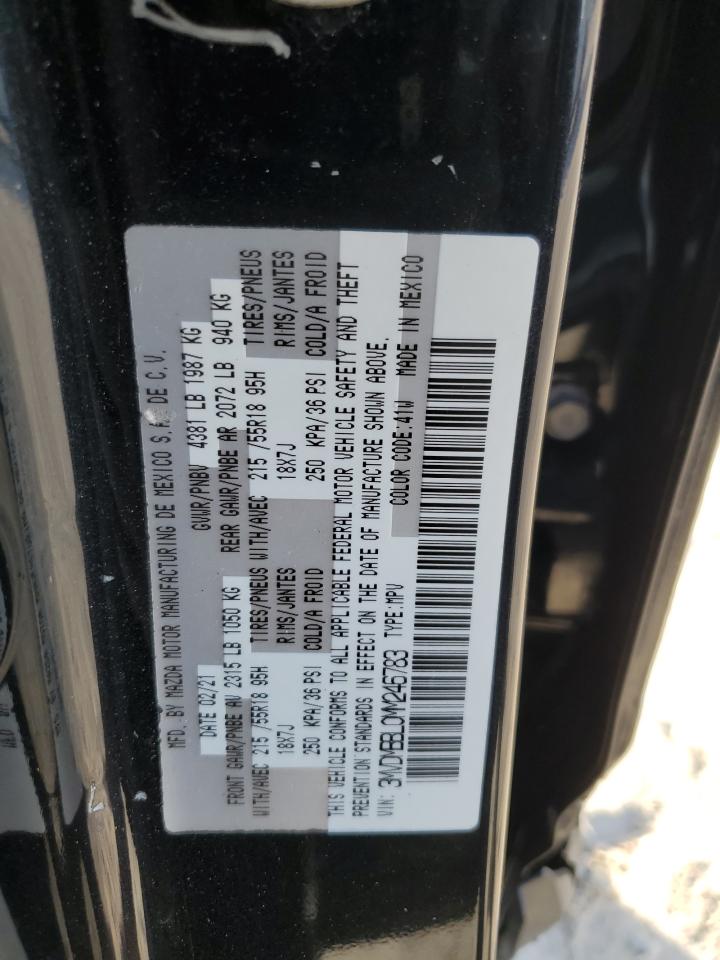 MFD. BY MAZDA MOTOR MANUFACTURING DE MEXICO S.A. DE C.V.
DATE 02/21 GVWR/PNBV 4381 LB 1987 KG
FRONT GAWR/PNBE AV 2315 LB 1050 KG REAR GAWR/PNBE AR 2072 LB 940 KG
WITH/AVEC 215 /55R18 95H TIRES/PNEUS WITH/AVEC 215 /55R18 95H TIRES/PNEUS
18X7J RIMS/JANTES 18X7J RIMS/JANTES
250 KPA/36 PSI COLD/A FROID 250 KPA/36 PSI COLD/A FROID
THIS VEHICLE CONFORMS TO ALL APPLICABLE FEDERAL MOTOR VEHICLE SAFETY AND THEFT
PREVENTION STANDARDS IN EFFECT ON THE DATE OF MANUFACTURE SHOWN ABOVE.
VIN: 3MVDMBBL0MM246783 TYPE:MPV COLOR CODE:41W MADE IN MEXICO